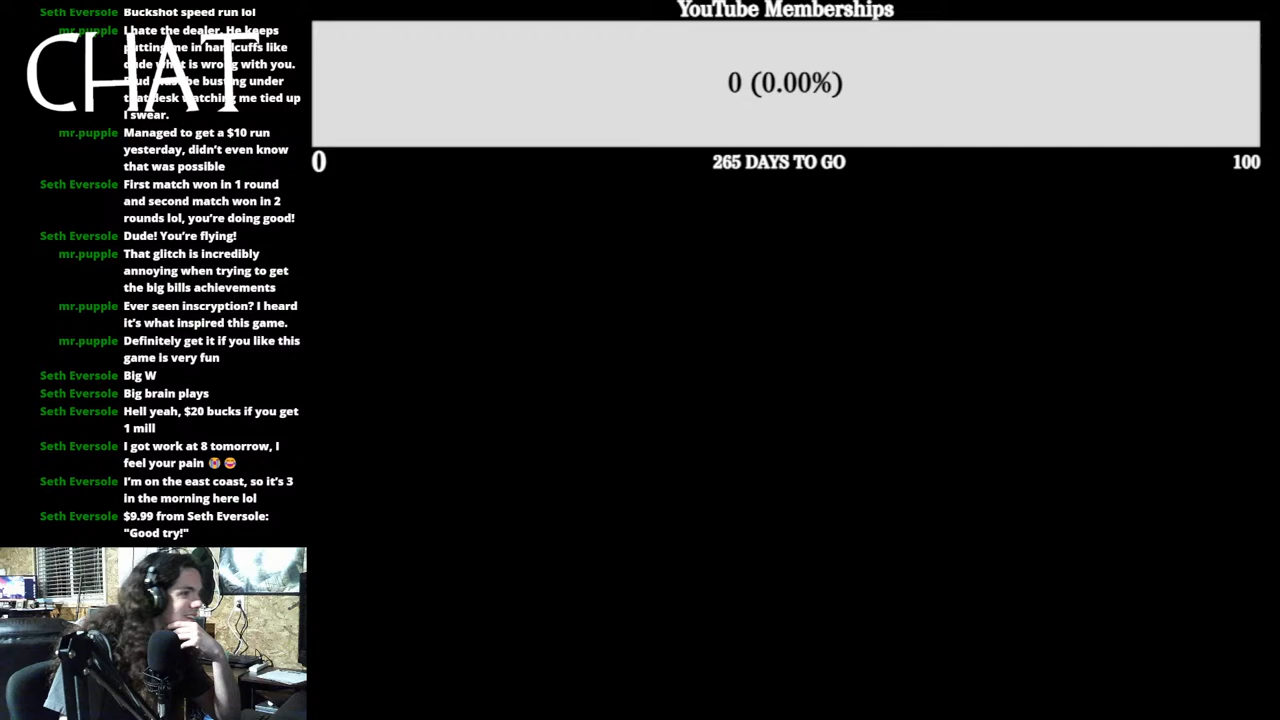 YouTube Memberships
0 (0.00%)
0
265 DAYS TO GO
100
CHAT
Seth Eversole Buckshot speed run lol
mr.pupple I hate the dealer. He keeps
putting me in handcuffs like
dude what is wrong with you.
be busting under
that desk watching me tied up
I swear.
mr.pupple Managed to get a $10 run
yesterday, didn't even know
that was possible
Seth Eversole First match won in 1 round
and second match won in 2
rounds lol, you're doing good!
Seth Eversole Dude! You're flying!
mr.pupple That glitch is incredibly
annoying when trying to get
the big bills achievements
mr.pupple Ever seen inscryption? I heard
it's what inspired this game.
mr.pupple Definitely get it if you like this
game is very fun
Seth Eversole Big W
Seth Eversole Big brain plays
Seth Eversole Hell yeah, $20 bucks if you get
1 mill
Seth Eversole I got work at 8 tomorrow, I
feel your pain 😭😂
Seth Eversole I'm on the east coast, so it's 3
in the morning here lol
Seth Eversole $9.99 from Seth Eversole:
"Good try!"